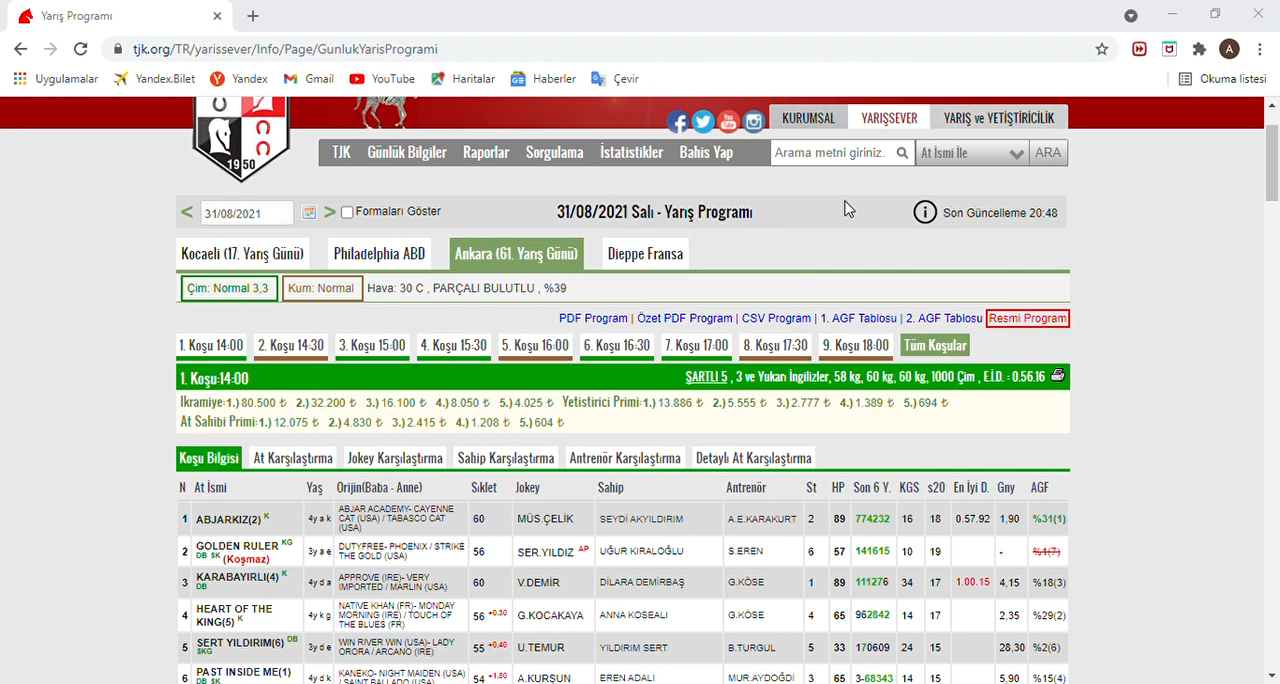 Yarış Programı
tjk.org/TR/yarissever/Info/Page/GunlukYarisProgrami
A
Uygulamalar Yandex.Bilet Yandex Gmail YouTube Haritalar Haberler Çevir Okuma listesi
1950
KURUMSAL YARIŞSEVER YARIŞ ve YETİŞTİRİCİLİK
TJK Günlük Bilgiler Raporlar Sorgulama İstatistikler Bahis Yap Arama metni giriniz. At İsmi İle ARA
< 31/08/2021 > Formaları Göster 31/08/2021 Salı - Yarış Programı Son Güncelleme 20:48
Kocaeli (17. Yarış Günü) Philadelphia ABD Ankara (61. Yarış Günü) Dieppe Fransa
Çim: Normal 3,3 Kum: Normal Hava: 30 C , PARÇALI BULUTLU , %39
PDF Program | Özet PDF Program | CSV Program | 1. AGF Tablosu | 2. AGF Tablosu Resmi Program
1. Koşu 14:00 2. Koşu 14:30 3. Koşu 15:00 4. Koşu 15:30 5. Koşu 16:00 6. Koşu 16:30 7. Koşu 17:00 8. Koşu 17:30 9. Koşu 18:00 Tüm Koşular
1. Koşu:14:00 ŞARTLI 5 , 3 ve Yukarı İngilizler, 58 kg, 60 kg, 60 kg, 1000 Çim , E.İ.D. : 0.56.16
Ikramiye:1.) 80.500 ₺ 2.) 32.200 ₺ 3.) 16.100 ₺ 4.) 8.050 ₺ 5.) 4.025 ₺ Yetistirici Primi:1.) 13.886 ₺ 2.) 5.555 ₺ 3.) 2.777 ₺ 4.) 1.389 ₺ 5.) 694 ₺
At Sahibi Primi:1.) 12.075 ₺ 2.) 4.830 ₺ 3.) 2.415 ₺ 4.) 1.208 ₺ 5.) 604 ₺
Koşu Bilgisi At Karşılaştırma Jokey Karşılaştırma Sahip Karşılaştırma Antrenör Karşılaştırma Detaylı At Karşılaştırma
N At İsmi Yaş Orijin(Baba - Anne) Sıklet Jokey Sahip Antrenör St HP Son 6 Y. KGS s20 En İyi D. Gny AGF
1 ABJARKIZ(2) K 4y a k ABJAR ACADEMY- CAYENNE CAT (USA) / TABASCO CAT (USA) 60 MÜS.ÇELİK SEYDİ AKYILDIRIM A.E.KARAKURT 2 89 774232 16 18 0.57.92 1,90 %31(1)
2 GOLDEN RULER KG DB SK (Koşmaz) 3y a e DUTYFREE- PHOENIX / STRIKE THE GOLD (USA) 56 SER.YILDIZ AP UĞUR KIRALOĞLU S.EREN 6 57 141615 10 19 - %1(7)
3 KARABAYIRLI(4) K DB 4y d a APPROVE (IRE)- VERY IMPORTED / MARLIN (USA) 60 V.DEMİR DİLARA DEMİRBAŞ G.KÖSE 1 89 111276 34 17 1.00.15 4,15 %18(3)
4 HEART OF THE KING(5) K 4y k g NATIVE KHAN (FR)- MONDAY MORNING (IRE) / TOUCH OF THE BLUES (FR) 56 +0.30 G.KOCAKAYA ANNA KOSEALI G.KÖSE 4 65 962842 14 17 2,35 %29(2)
5 SERT YILDIRIM(6) DB SKG 3y d e WIN RIVER WIN (USA)- LADY ORORA / ARCANO (IRE) 55 +0.40 U.TEMUR YILDIRIM SERT B.TURGUL 5 33 170609 24 15 28,30 %2(6)
6 PAST INSIDE ME(1) DB SK 4y d k KANEKO- NIGHT MAIDEN (USA) / SAINT BALLADO (USA) 54 +1.80 A.KURŞUN EREN ADALI MUR.AYDOĞDİ 3 65 3-68343 14 15 5,90 %15(4)